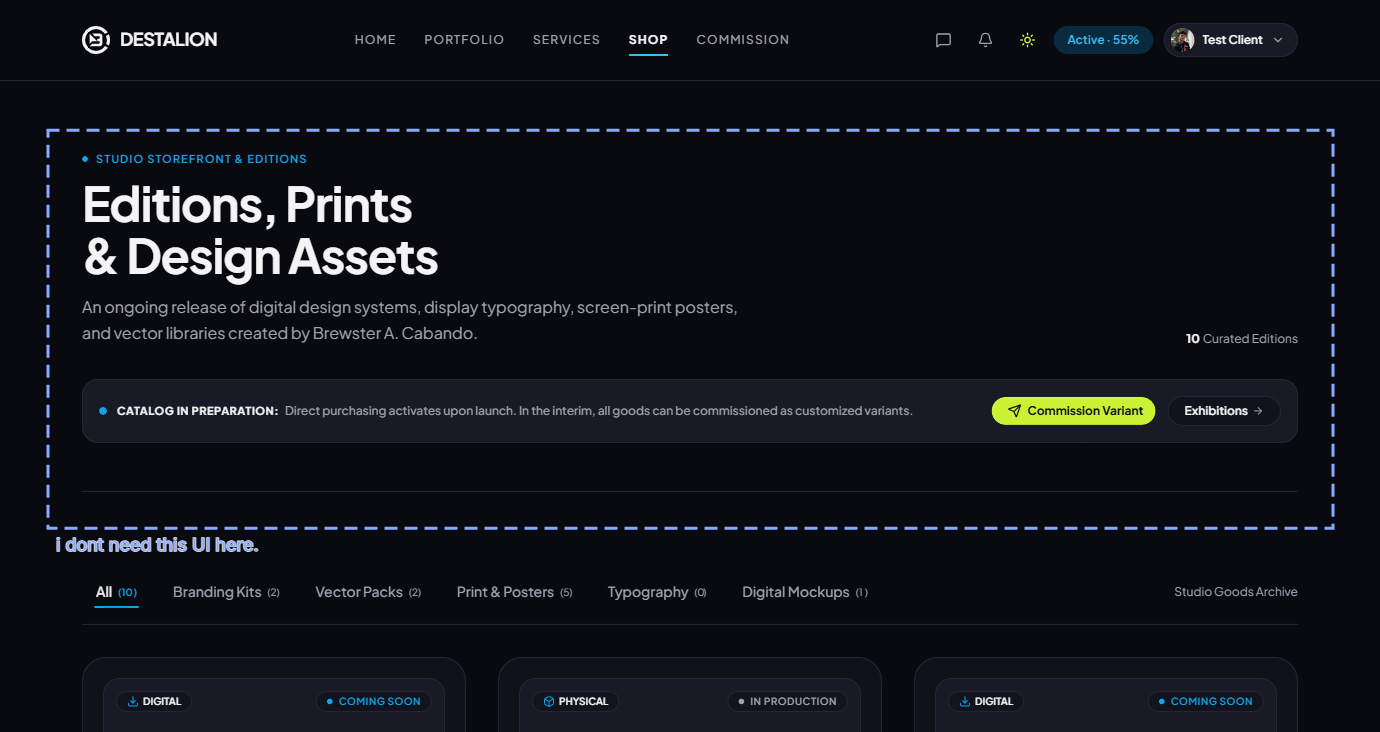 DESTALION
HOME PORTFOLIO SERVICES SHOP COMMISSION
Active · 55%
Test Client
STUDIO STOREFRONT & EDITIONS
Editions, Prints
& Design Assets
An ongoing release of digital design systems, display typography, screen-print posters,
and vector libraries created by Brewster A. Cabando.
10 Curated Editions
CATALOG IN PREPARATION: Direct purchasing activates upon launch. In the interim, all goods can be commissioned as customized variants.
Commission Variant
Exhibitions →
i dont need this UI here.
All (10) Branding Kits (2) Vector Packs (2) Print & Posters (5) Typography (0) Digital Mockups (1)
Studio Goods Archive
DIGITAL COMING SOON
PHYSICAL IN PRODUCTION
DIGITAL COMING SOON